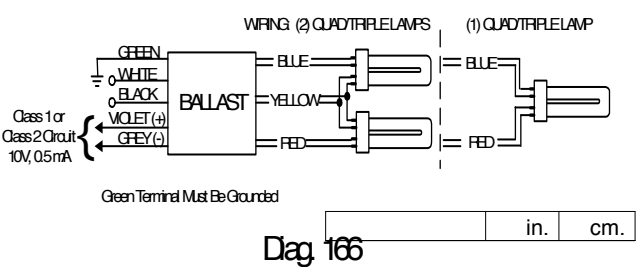 WIRING: (2) QUAD/TRIPLE LAMPS
(1) QUAD/TRIPLE LAMP
GREEN
WHITE
BLACK
VIOLET (+)
GREY (-)
Class 1 or
Class 2 Circuit
10V, 0.5 mA
BALLAST
BLUE
YELLOW
RED
BLUE
RED
Green Terminal Must Be Grounded
in. cm.
Diag. 166